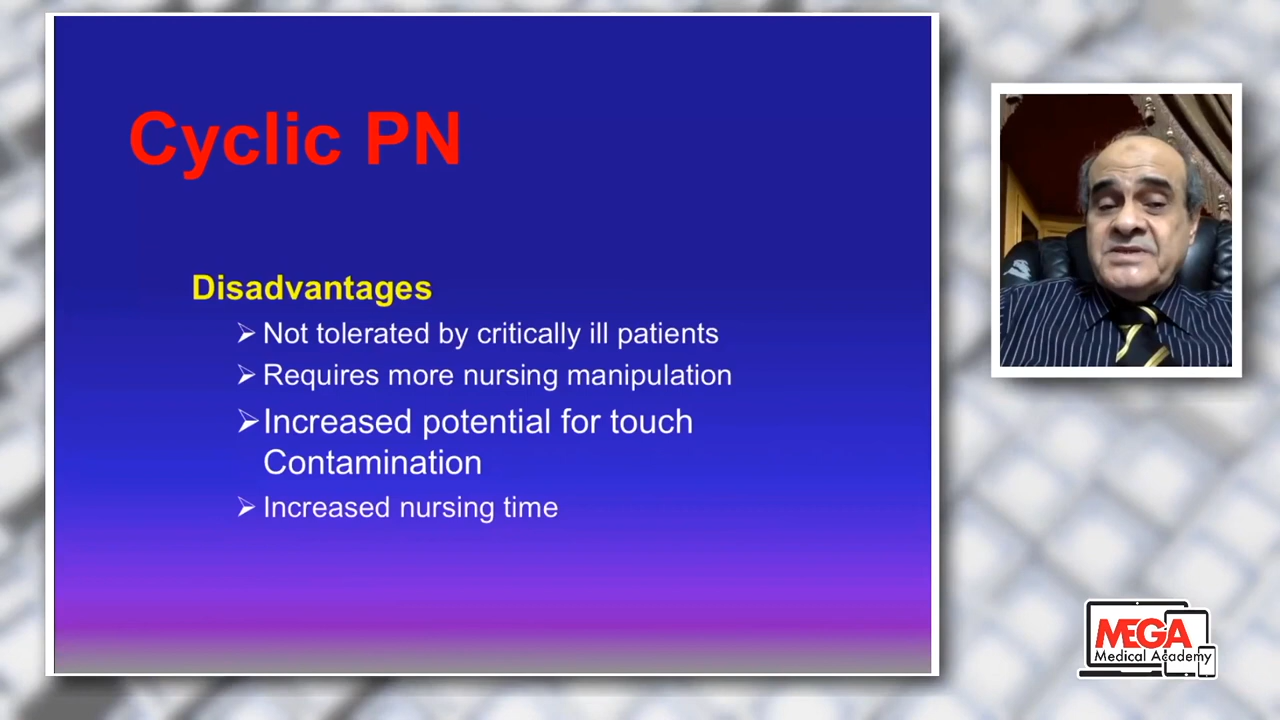 Cyclic PN
Disadvantages
➢ Not tolerated by critically ill patients
➢ Requires more nursing manipulation
➢Increased potential for touch
Contamination
➢ Increased nursing time
MEGA
Medical Academy